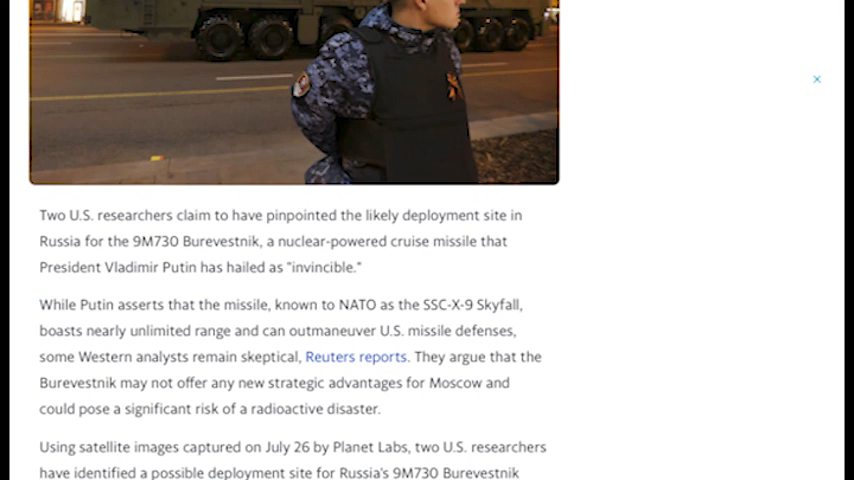 Two U.S. researchers claim to have pinpointed the likely deployment site in
Russia for the 9M730 Burevestnik, a nuclear-powered cruise missile that
President Vladimir Putin has hailed as "invincible."
While Putin asserts that the missile, known to NATO as the SSC-X-9 Skyfall,
boasts nearly unlimited range and can outmaneuver U.S. missile defenses,
some Western analysts remain skeptical, Reuters reports. They argue that the
Burevestnik may not offer any new strategic advantages for Moscow and
could pose a significant risk of a radioactive disaster.
Using satellite images captured on July 26 by Planet Labs, two U.S. researchers
have identified a possible deployment site for Russia's 9M730 Burevestnik